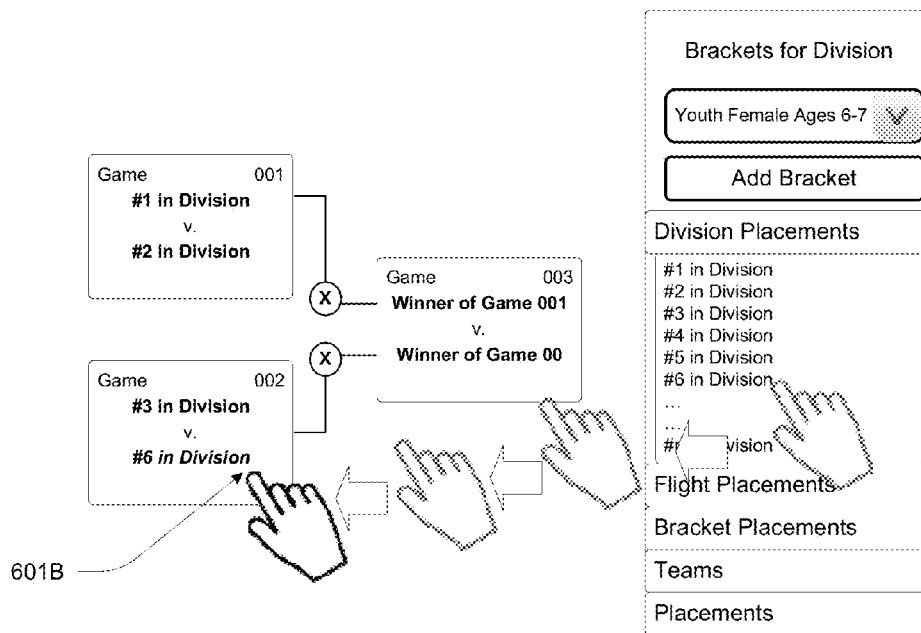 Brackets for Division
Youth Female Ages 6-7
Add Bracket
Game 001
#1 in Division
v.
#2 in Division
Game 002
#3 in Division
v.
#6 in Division
Game 003
Winner of Game 001
v.
Winner of Game 00
Division Placements
#1 in Division
#2 in Division
#3 in Division
#4 in Division
#5 in Division
#6 in Division
...
...
Flight Placements
Bracket Placements
Teams
Placements
601B
X
X